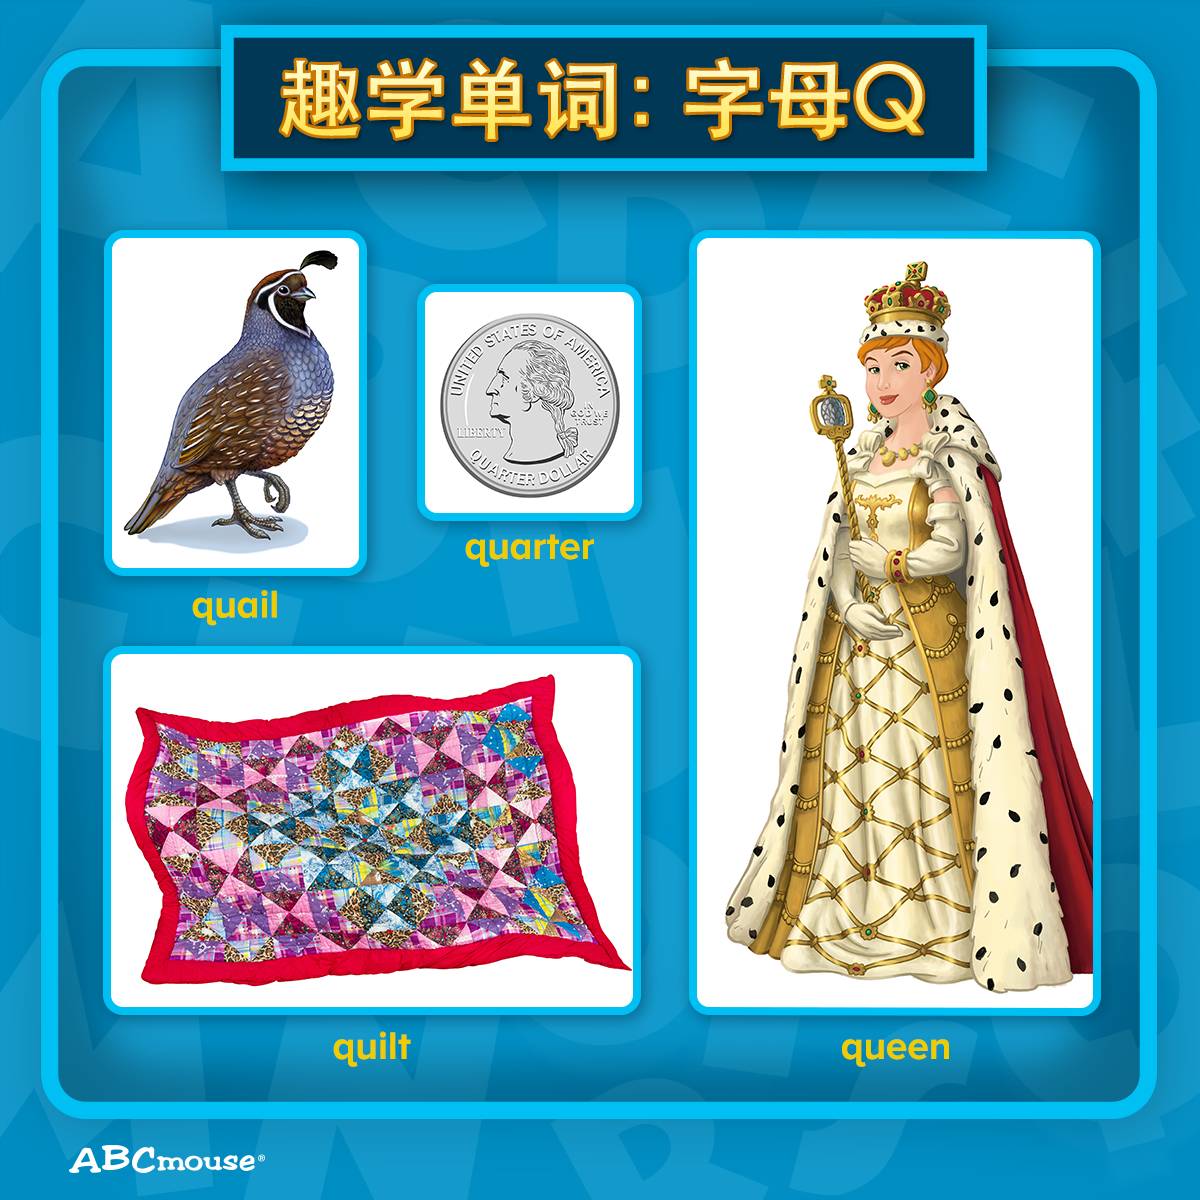 趣学单词：字母Q
UNITED STATES OF AMERICA
LIBERTY
IN
GOD WE
TRUST
QUARTER DOLLAR
quail
quarter
quilt
queen
ABCmouse®